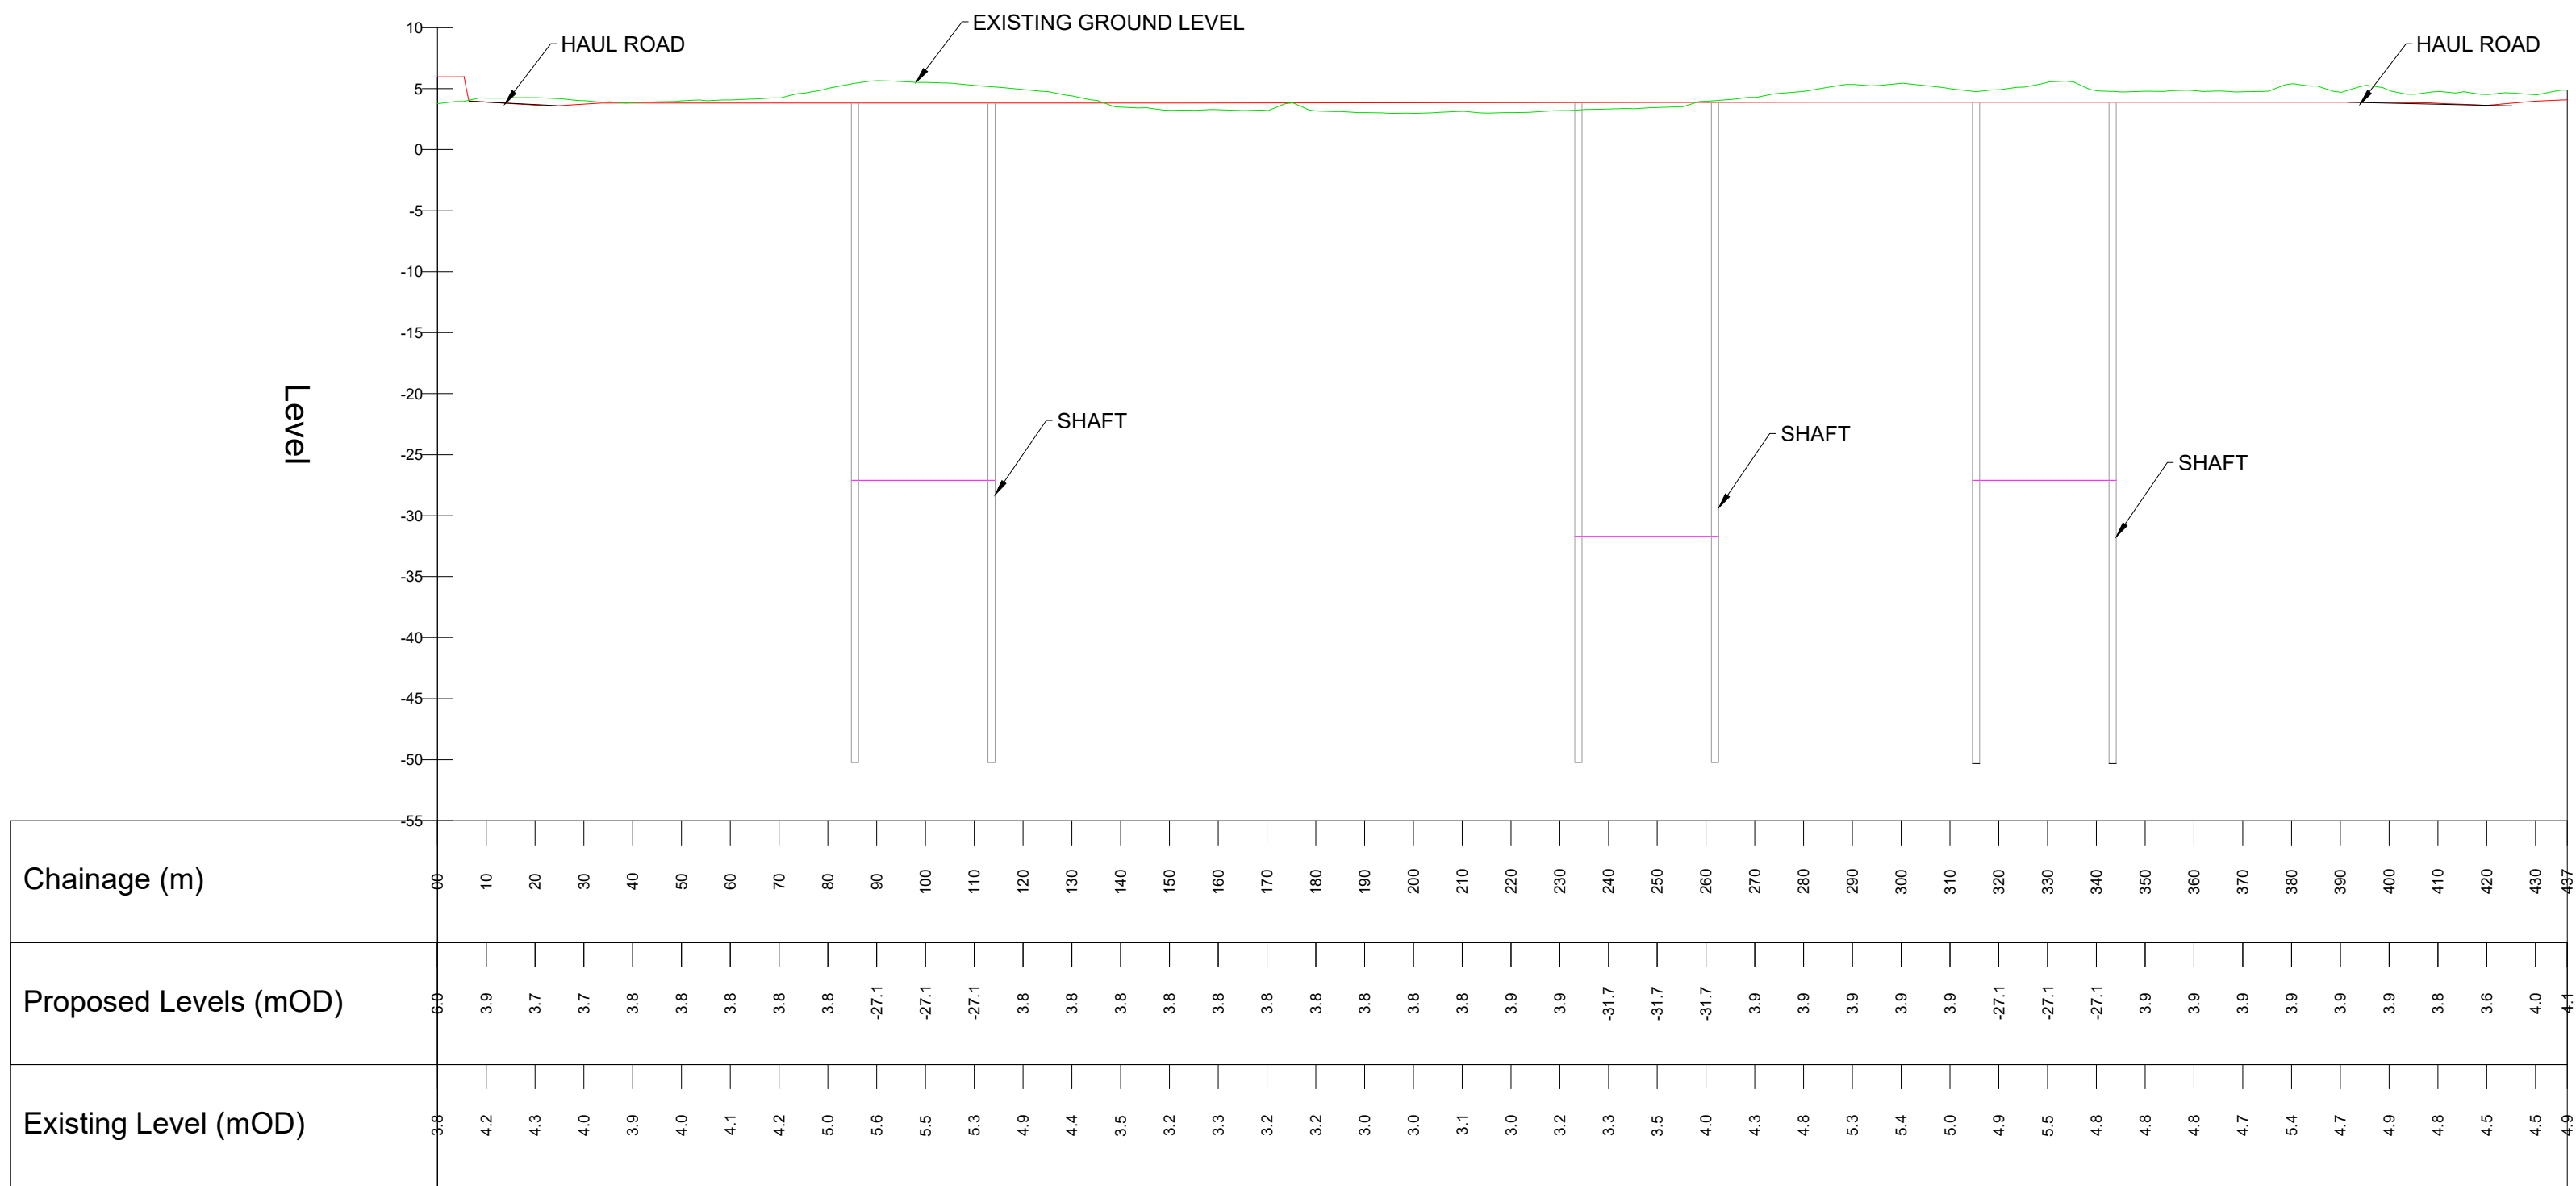 EXISTING GROUND LEVEL
HAUL ROAD
HAUL ROAD
10
5
0
-5
-10
-15
-20
-25
-30
-35
-40
-45
-50
-55
Level
SHAFT
SHAFT
SHAFT
Chainage (m) 00 10 20 30 40 50 60 70 80 90 100 110 120 130 140 150 160 170 180 190 200 210 220 230 240 250 260 270 280 290 300 310 320 330 340 350 360 370 380 390 400 410 420 430 437
Proposed Levels (mOD) 6.0 3.9 3.7 3.7 3.8 3.8 3.8 3.8 3.8 -27.1 -27.1 -27.1 3.8 3.8 3.8 3.8 3.8 3.8 3.8 3.8 3.8 3.8 3.9 3.9 -31.7 -31.7 -31.7 3.9 3.9 3.9 3.9 3.9 -27.1 -27.1 -27.1 3.9 3.9 3.9 3.9 3.9 3.9 3.8 3.6 4.0 4.1
Existing Level (mOD) 3.8 4.2 4.3 4.0 3.9 4.0 4.1 4.2 5.0 5.6 5.5 5.3 4.9 4.4 3.5 3.2 3.3 3.2 3.2 3.0 3.0 3.1 3.0 3.2 3.3 3.5 4.0 4.3 4.8 5.3 5.4 5.0 4.9 5.5 4.8 4.8 4.8 4.7 5.4 4.7 4.9 4.8 4.5 4.5 4.9